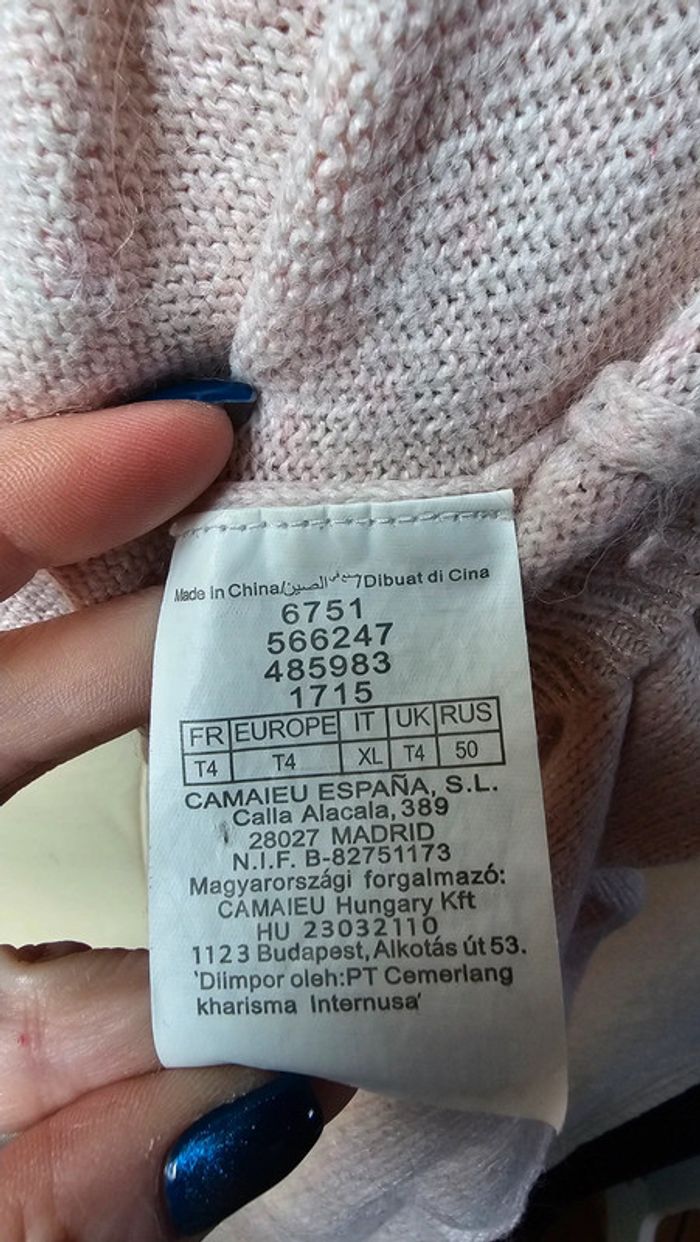 Made in China/صنع في الصين/Dibuat di Cina
6751
566247
485983
1715
FR EUROPE IT UK RUS
T4 T4 XL T4 50
CAMAIEU ESPAÑA, S.L.
Calla Alacala, 389
28027 MADRID
N.I.F. B-82751173
Magyarországi forgalmazó:
CAMAIEU Hungary Kft
HU 23032110
1123 Budapest, Alkotás út 53.
'Diimpor oleh:PT Cemerlang
kharisma Internusa'